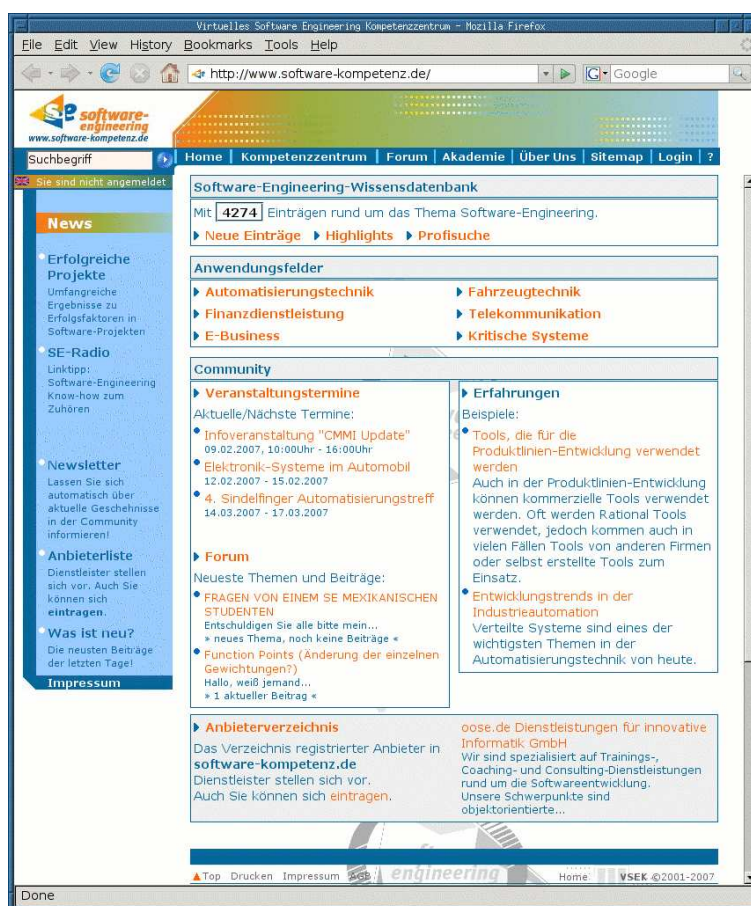 Virtuelles Software Engineering Kompetenzzentrum - Mozilla Firefox
File Edit View History Bookmarks Tools Help
http://www.software-kompetenz.de/
G Google
se software-
engineering
www.software-kompetenz.de
Suchbegriff
Home | Kompetenzzentrum | Forum | Akademie | Über Uns | Sitemap | Login | ?
Sie sind nicht angemeldet
News
Erfolgreiche
Projekte
Umfangreiche
Ergebnisse zu
Erfolgsfaktoren in
Software-Projekten
SE-Radio
Linktipp:
Software-Engineering
Know-how zum
Zuhören
Newsletter
Lassen Sie sich
automatisch über
aktuelle Geschehnisse
in der Community
informieren!
Anbieterliste
Dienstleister stellen
sich vor. Auch Sie
können sich
eintragen.
Was ist neu?
Die neusten Beiträge
der letzten Tage!
Impressum
Software-Engineering-Wissensdatenbank
Mit 4274 Einträgen rund um das Thema Software-Engineering.
Neue Einträge Highlights Profisuche
Anwendungsfelder
Automatisierungstechnik Fahrzeugtechnik
Finanzdienstleistung Telekommunikation
E-Business Kritische Systeme
Community
Veranstaltungstermine
Aktuelle/Nächste Termine:
Infoveranstaltung "CMMI Update"
09.02.2007, 10:00Uhr - 16:00Uhr
Elektronik-Systeme im Automobil
12.02.2007 - 15.02.2007
4. Sindelfinger Automatisierungstreff
14.03.2007 - 17.03.2007
Forum
Neueste Themen und Beiträge:
FRAGEN VON EINEM SE MEXIKANISCHEN
STUDENTEN
Entschuldigen Sie alle bitte mein...
» neues Thema, noch keine Beiträge «
Function Points (Änderung der einzelnen
Gewichtungen?)
Hallo, weiß jemand...
» 1 aktueller Beitrag «
Erfahrungen
Beispiele:
Tools, die für die
Produktlinien-Entwicklung verwendet
werden
Auch in der Produktlinien-Entwicklung
können kommerzielle Tools verwendet
werden. Oft werden Rational Tools
verwendet, jedoch kommen auch in
vielen Fällen Tools von anderen Firmen
oder selbst erstellte Tools zum
Einsatz.
Entwicklungstrends in der
Industrieautomation
Verteilte Systeme sind eines der
wichtigsten Themen in der
Automatisierungstechnik von heute.
Anbieterverzeichnis
Das Verzeichnis registrierter Anbieter in
software-kompetenz.de
Dienstleister stellen sich vor.
Auch Sie können sich eintragen.
oose.de Dienstleistungen für innovative
Informatik GmbH
Wir sind spezialisiert auf Trainings-,
Coaching- und Consulting-Dienstleistungen
rund um die Softwareentwicklung.
Unsere Schwerpunkte sind
objektorientierte...
Top Drucken Impressum AGB engineering Home VSEK ©2001-2007
Done